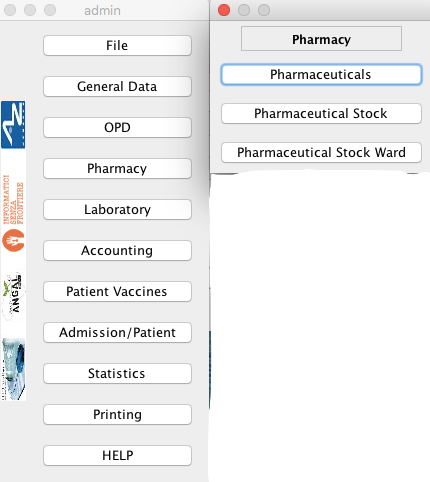 admin
File
General Data
OPD
Pharmacy
Laboratory
Accounting
Patient Vaccines
Admission/Patient
Statistics
Printing
HELP
INFORMATICI
SENZA
FRONTIERE
ANGAL
Pharmacy
Pharmaceuticals
Pharmaceutical Stock
Pharmaceutical Stock Ward